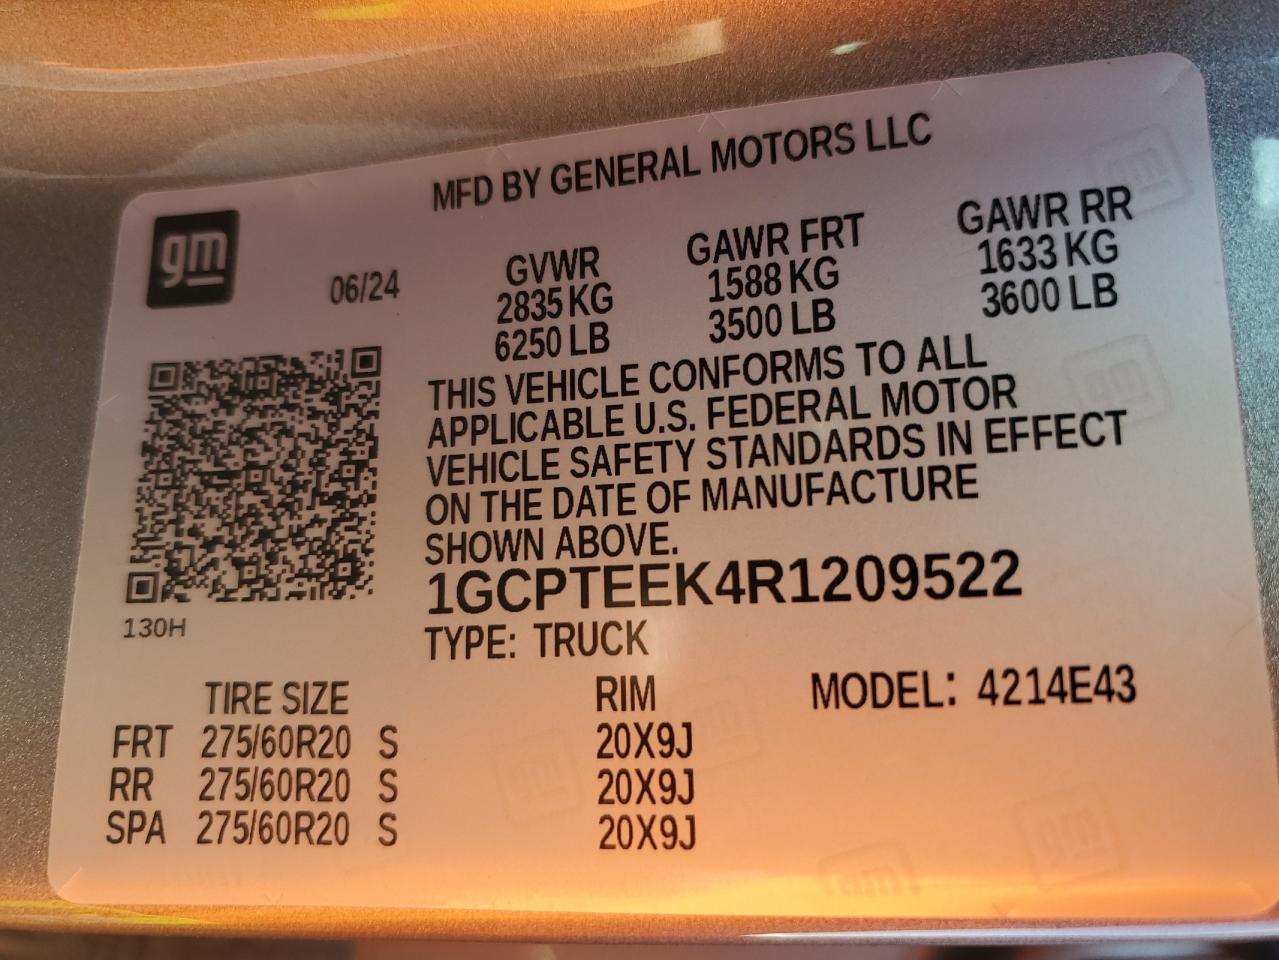 MFD BY GENERAL MOTORS LLC
gm
06/24
GVWR GAWR FRT GAWR RR
2835 KG 1588 KG 1633 KG
6250 LB 3500 LB 3600 LB
THIS VEHICLE CONFORMS TO ALL
APPLICABLE U.S. FEDERAL MOTOR
VEHICLE SAFETY STANDARDS IN EFFECT
ON THE DATE OF MANUFACTURE
SHOWN ABOVE.
1GCPTEEK4R1209522
130H
TYPE: TRUCK
TIRE SIZE RIM MODEL: 4214E43
FRT 275/60R20 S 20X9J
RR 275/60R20 S 20X9J
SPA 275/60R20 S 20X9J